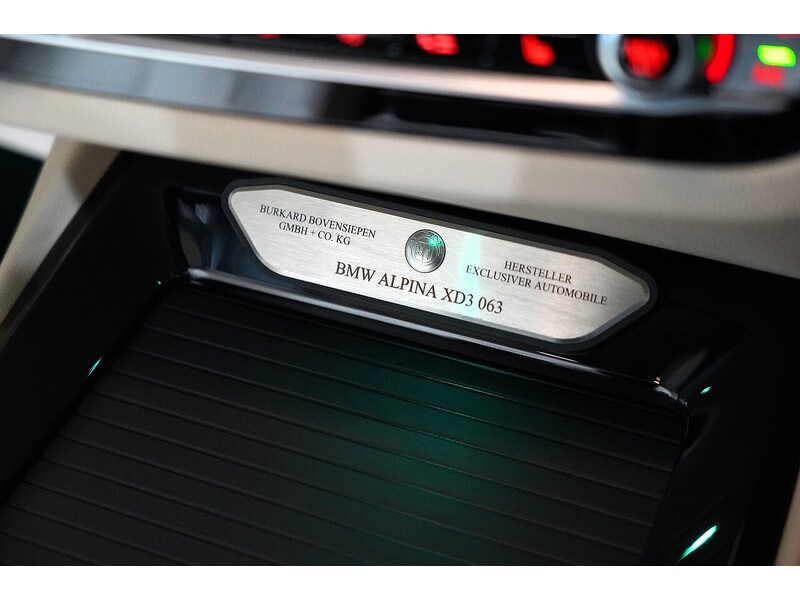 BURKARD BOVENSIEPEN
GMBH + CO. KG
HERSTELLER
EXCLUSIVER AUTOMOBILE
BMW ALPINA XD3 063